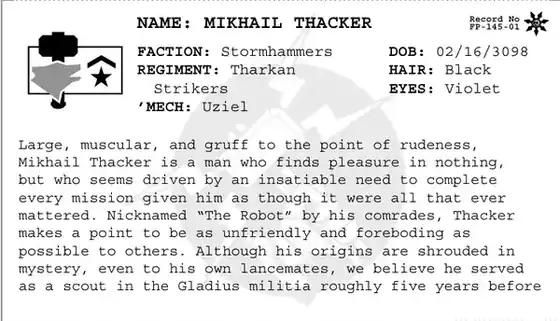 NAME: MIKHAIL THACKER
Record No
FP-145-01
FACTION: Stormhammers
DOB: 02/16/3098
REGIMENT: Tharkan
HAIR: Black
Strikers
EYES: Violet
’MECH: Uziel
Large, muscular, and gruff to the point of rudeness,
Mikhail Thacker is a man who finds pleasure in nothing,
but who seems driven by an insatiable need to complete
every mission given him as though it were all that ever
mattered. Nicknamed “The Robot” by his comrades, Thacker
makes a point to be as unfriendly and foreboding as
possible to others. Although his origins are shrouded in
mystery, even to his own lancemates, we believe he served
as a scout in the Gladius militia roughly five years before